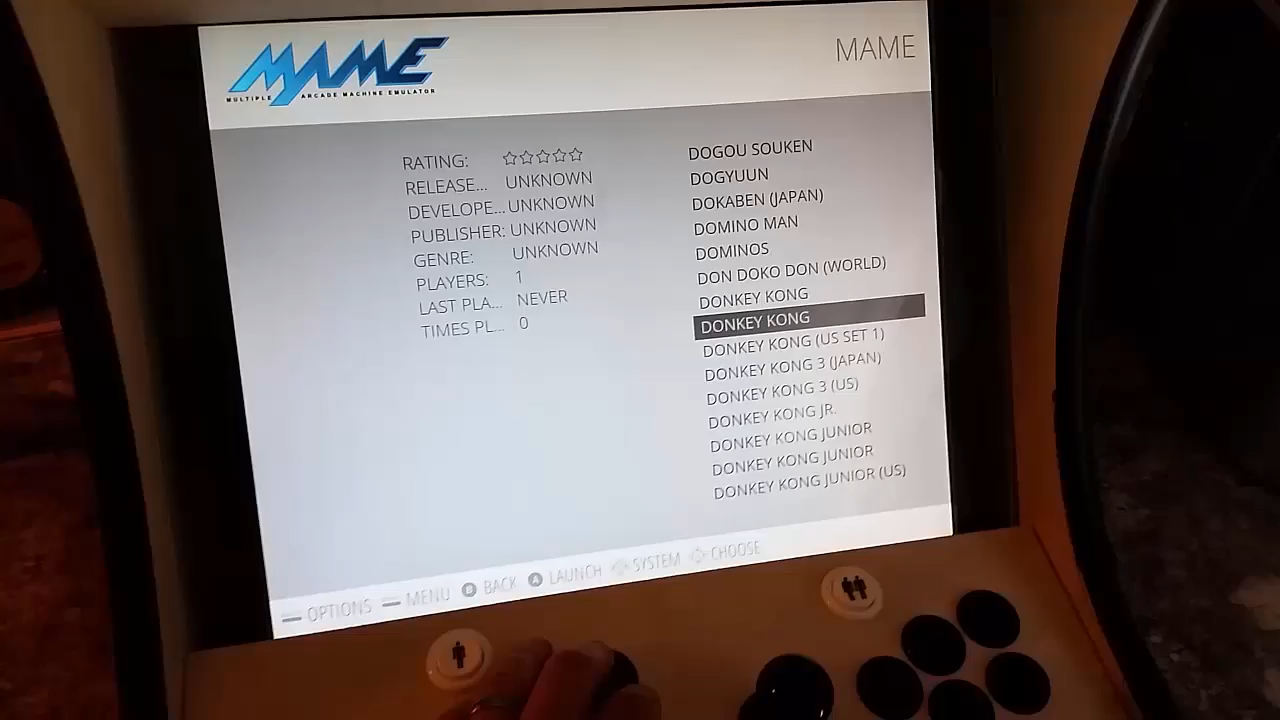 MAME
MULTIPLE ARCADE MACHINE EMULATOR
MAME
RATING:
RELEASE... UNKNOWN
DEVELOPE... UNKNOWN
PUBLISHER: UNKNOWN
GENRE: UNKNOWN
PLAYERS: 1
LAST PLA... NEVER
TIMES PL... 0
DOGOU SOUKEN
DOGYUUN
DOKABEN (JAPAN)
DOMINO MAN
DOMINOS
DON DOKO DON (WORLD)
DONKEY KONG
DONKEY KONG
DONKEY KONG (US SET 1)
DONKEY KONG 3 (JAPAN)
DONKEY KONG 3 (US)
DONKEY KONG JR.
DONKEY KONG JUNIOR
DONKEY KONG JUNIOR
DONKEY KONG JUNIOR (US)
OPTIONS MENU B BACK A LAUNCH SYSTEM CHOOSE